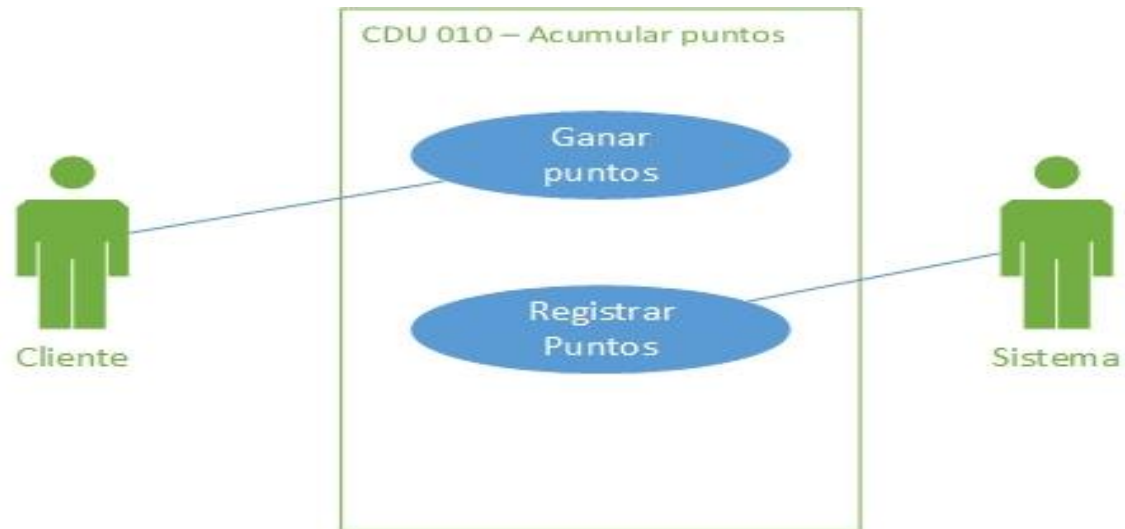 CDU 010 – Acumular puntos
Ganar
puntos
Registrar
Puntos
Cliente
Sistema